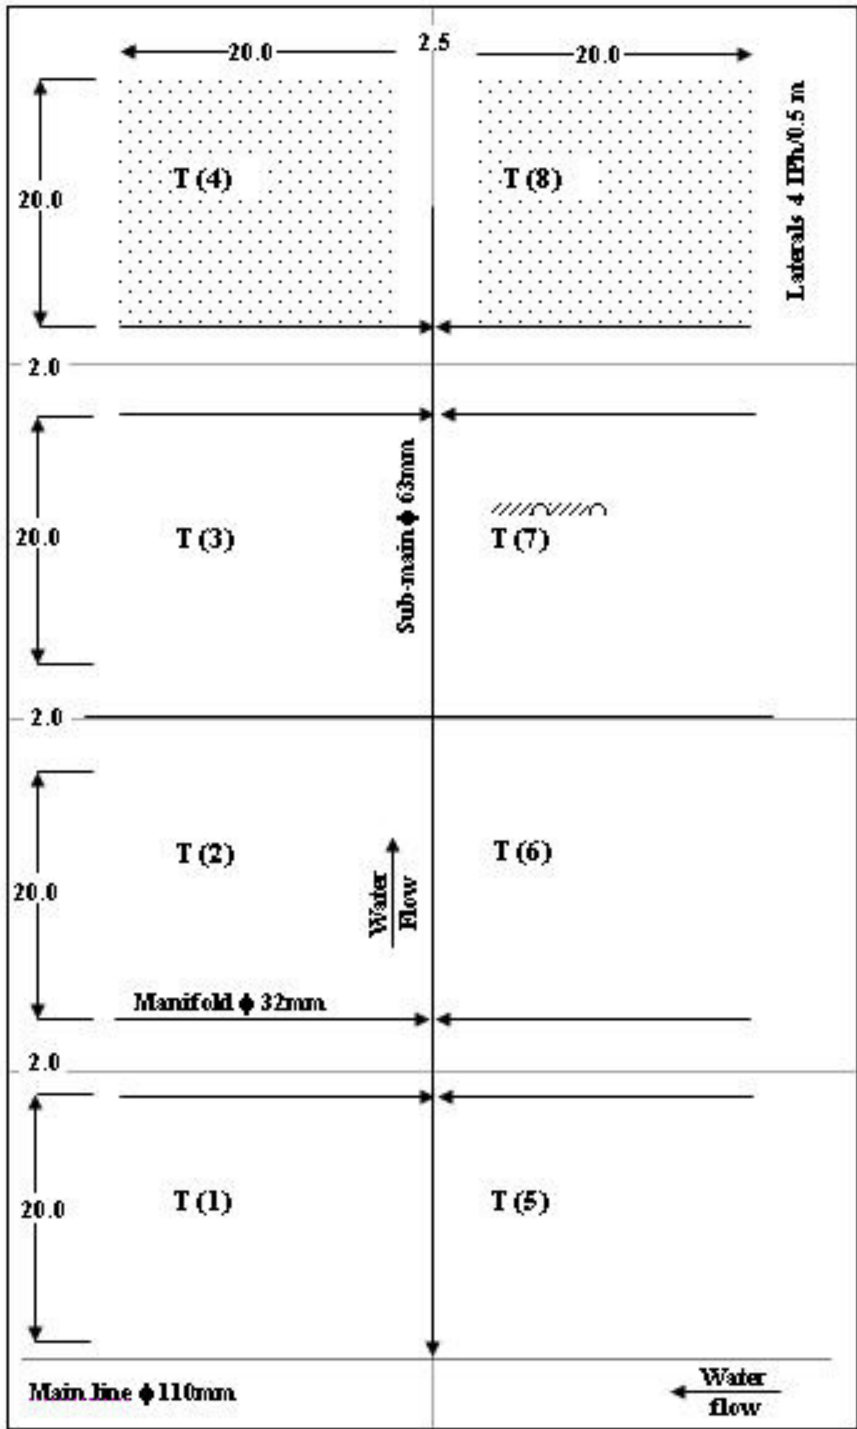 20.0
2.5
20.0
20.0
T (4)
T (8)
Laterals 4 lPh/0.5 m
2.0
20.0
T (3)
Sub-main ϕ 63mm
T (7)
2.0
20.0
T (2)
Water
Flow
T (6)
Manifold ϕ 32mm
2.0
20.0
T (1)
T (5)
Main line ϕ 110mm
Water
flow